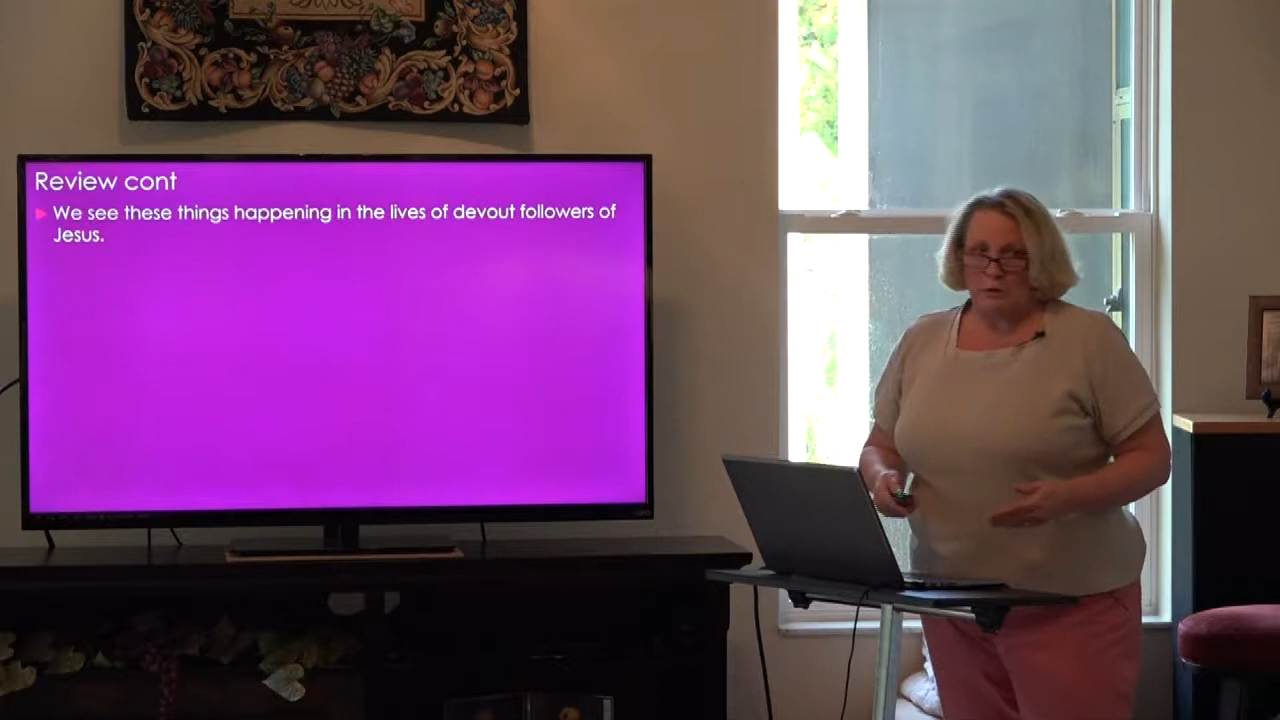 Review cont
We see these things happening in the lives of devout followers of
Jesus.